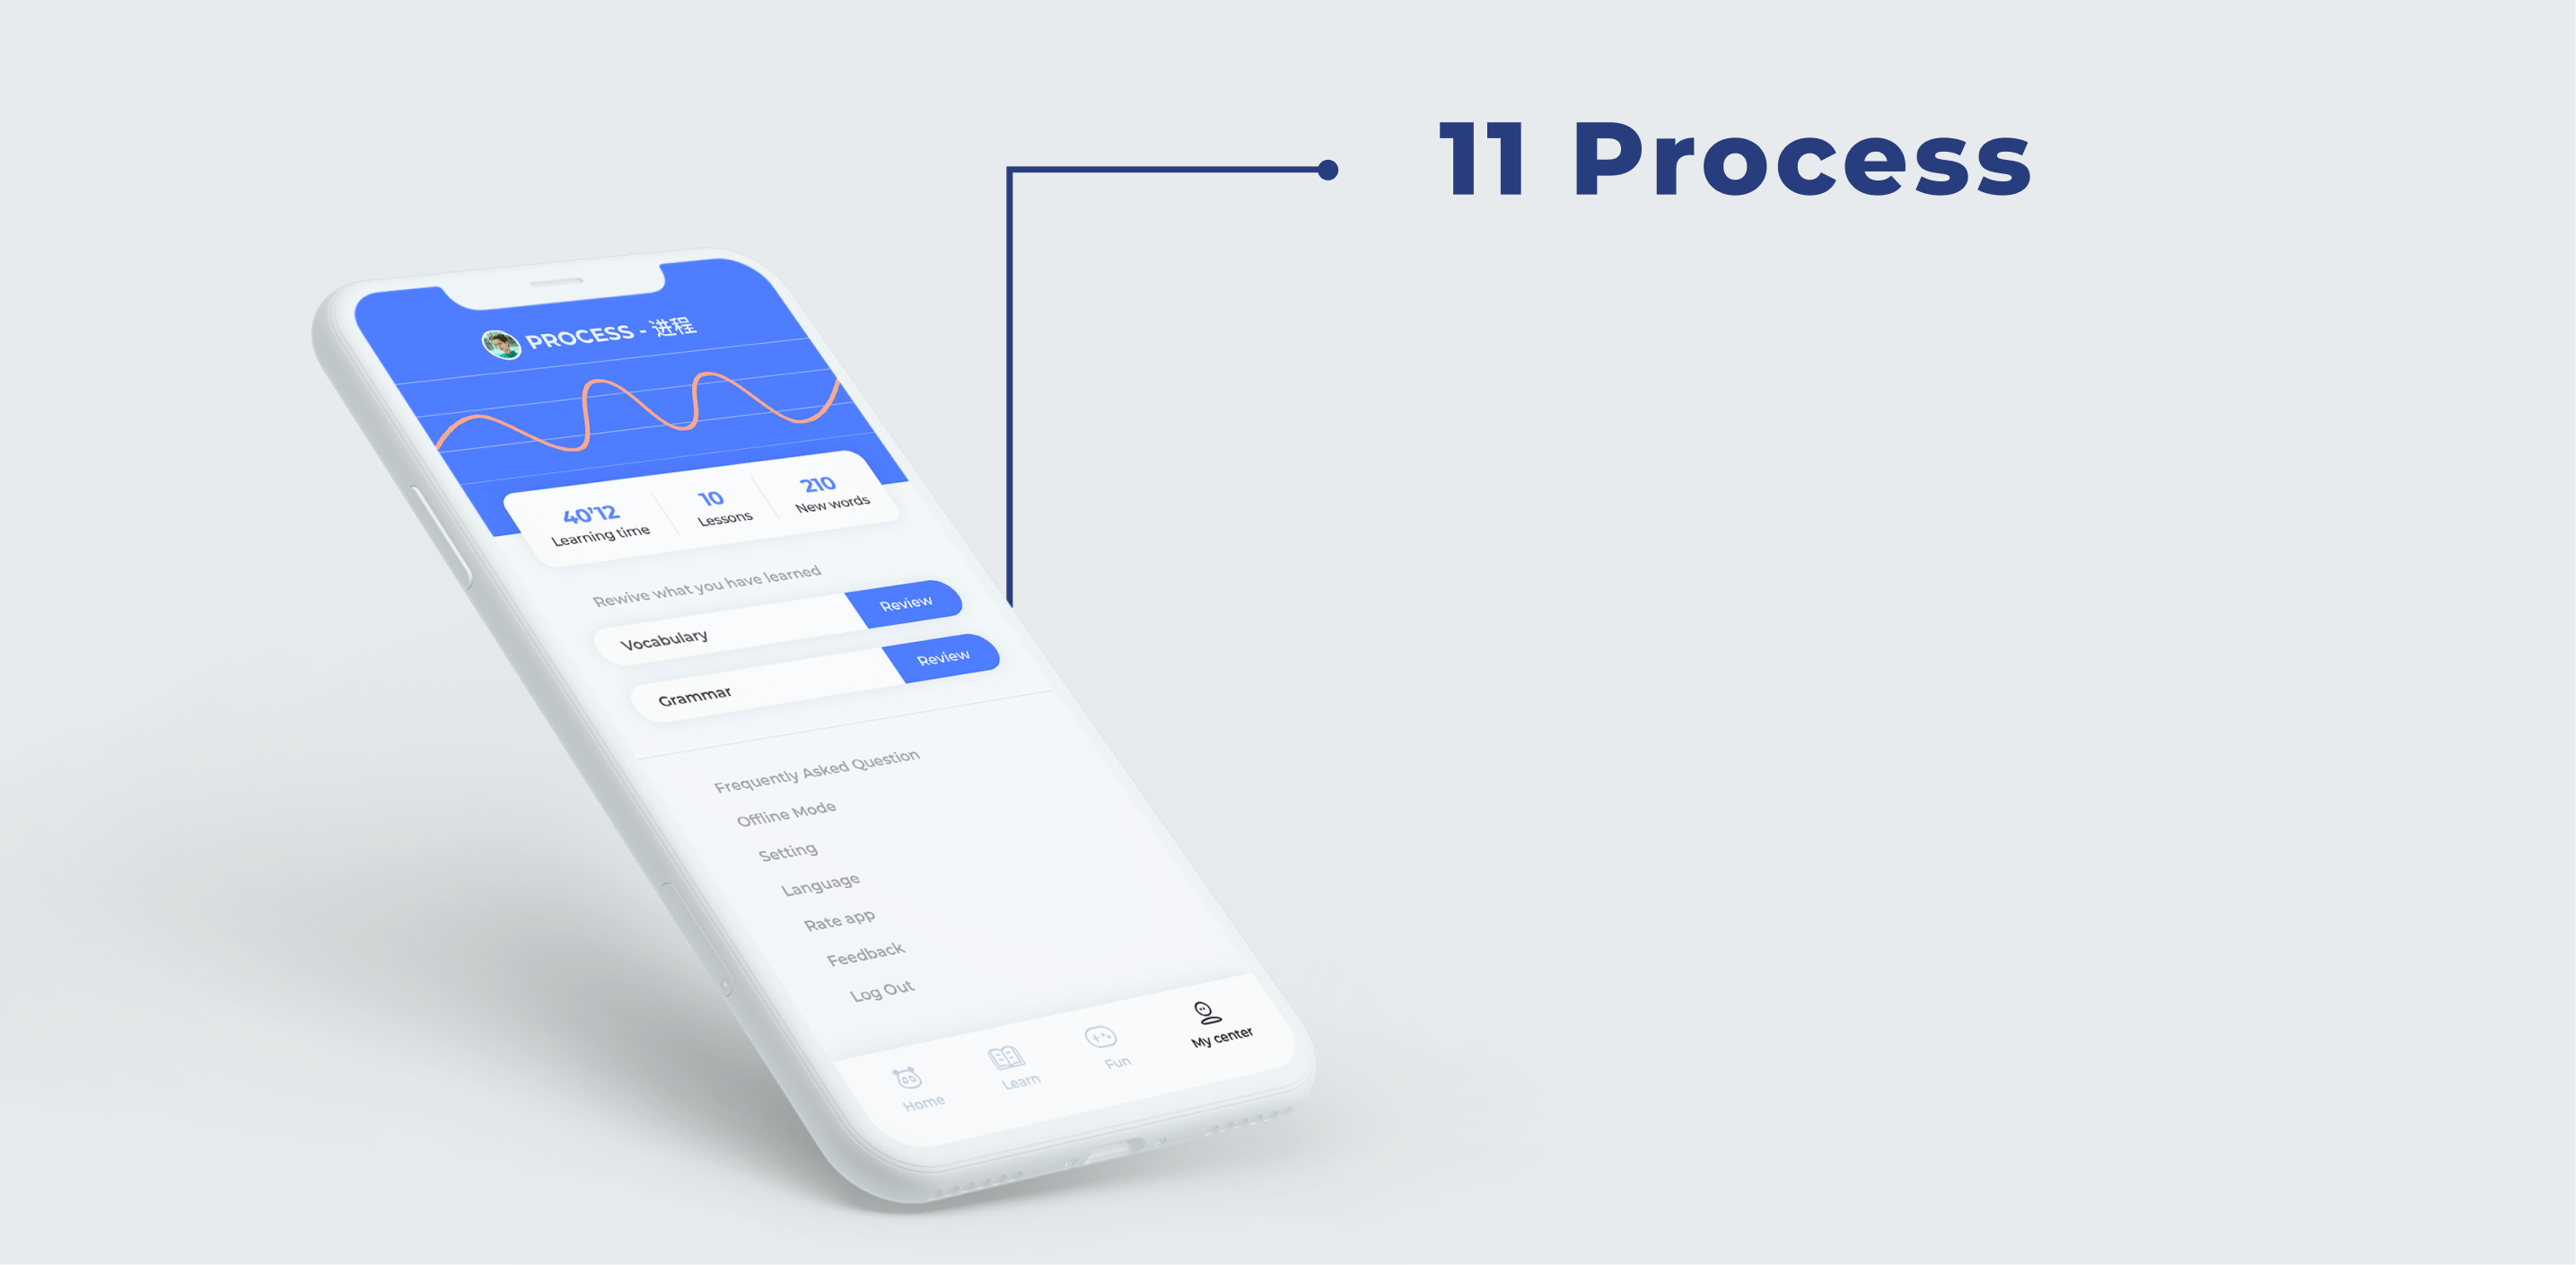 11 Process
PROCESS - 进程
40'12
Learning time
10
Lessons
210
New words
Rewive what you have learned
Vocabulary
Review
Grammar
Review
Frequently Asked Question
Offline Mode
Setting
Language
Rate app
Feedback
Log Out
Home
Learn
Fun
My center